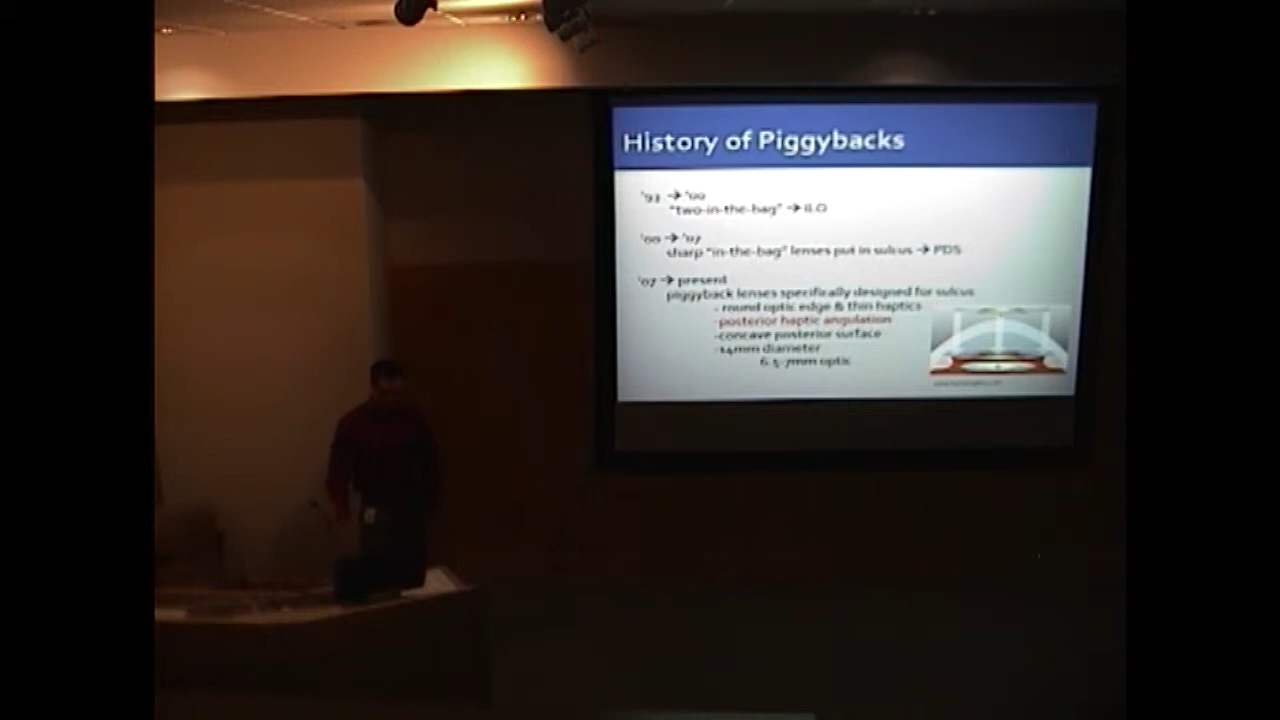 History of Piggybacks
'93 → '00
"two-in-the-bag" → ILO
'00 → '07
sharp "in-the-bag" lenses put in sulcus → PDS
'07 → present
piggyback lenses specifically designed for sulcus
- round optic edge & thin haptics
-posterior haptic angulation
-concave posterior surface
-14mm diameter
6.5-7mm optic